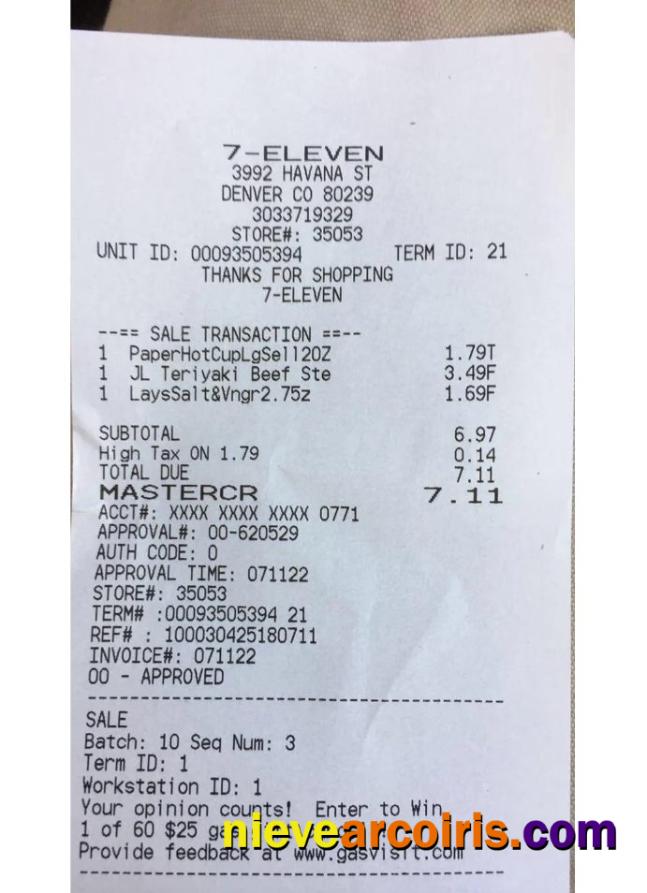 7-ELEVEN
3992 HAVANA ST
DENVER CO 80239
3033719329
STORE#: 35053
UNIT ID: 00093505394 TERM ID: 21
THANKS FOR SHOPPING
7-ELEVEN
--== SALE TRANSACTION ==--
1 PaperHotCupLgSell20Z 1.79T
1 JL Teriyaki Beef Ste 3.49F
1 LaysSalt&Vngr2.75z 1.69F
SUBTOTAL 6.97
High Tax ON 1.79 0.14
TOTAL DUE 7.11
MASTERCR 7.11
ACCT#: XXXX XXXX XXXX 0771
APPROVAL#: 00-620529
AUTH CODE: 0
APPROVAL TIME: 071122
STORE#: 35053
TERM# :00093505394 21
REF# : 100030425180711
INVOICE#: 071122
00 - APPROVED
SALE
Batch: 10 Seq Num: 3
Term ID: 1
Workstation ID: 1
Your opinion counts! Enter to Win
1 of 60 $25 gas
nievearcoiris.com
Provide feedback at www.gasvisit.com